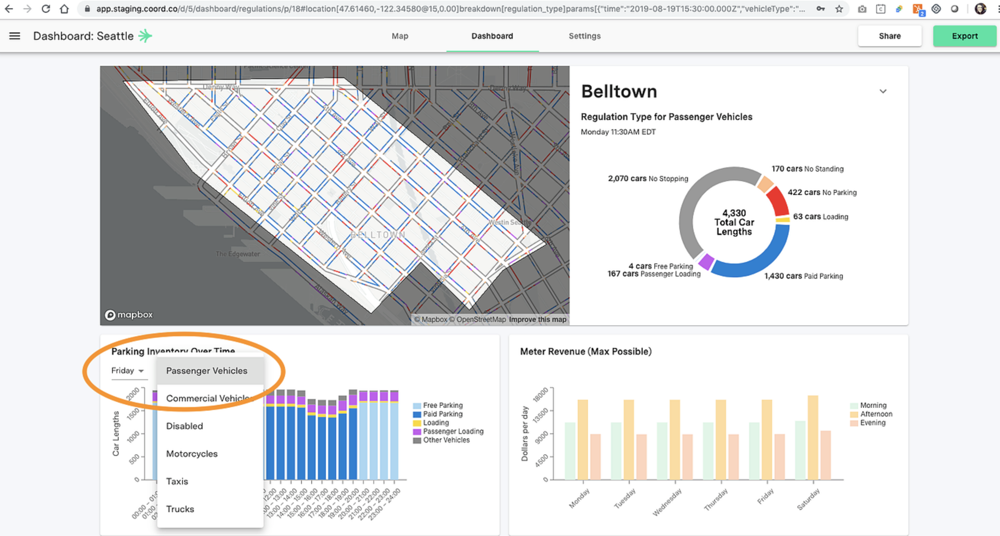 app.staging.coord.co/d/5/dashboard/regulations/p/18#location[47.61460,-122.34580@15,0.00]breakdown[regulation_type]params[{"time":"2019-08-19T15:30:00.000Z","vehicleType":"...
2
Dashboard: Seattle
Map
Dashboard
Settings
Share
Export
Pacific Science Center
Denny Way
Denny Way
Elliott Ave
Western Ave
Eagle St
Clay St
4th Ave
Wall St
Bell St
8th Ave
Blanchard St
Westlake Ave
9th Ave
Broad
Cedar St
3rd Ave
Battery St
Elliott Ave
Vine St
Wall St
Western Ave
BELLTOWN
Westin Seattle
4th Ave
Virginia St
The Edgewater
Alaskan Way
mapbox
© Mapbox © OpenStreetMap Improve this map
Belltown
Regulation Type for Passenger Vehicles
Monday 11:30AM EDT
170 cars No Standing
2,070 cars No Stopping
422 cars No Parking
4,330
Total Car
Lengths
63 cars Loading
4 cars Free Parking
167 cars Passenger Loading
1,430 cars Paid Parking
Parking Inventory Over Time
Friday
Passenger Vehicles
Commercial Vehicles
Disabled
Motorcycles
Taxis
Trucks
Car Lengths
2000
1500
1000
500
0
00:00 – 01:0
01:00
02
12:00
:00 – 13:00
13:00 – 14:00
14:00 – 15:00
15:00 – 16:00
16:00 – 17:00
17:00 – 18:00
18:00 – 19:00
19:00 – 20:00
20:00 – 21:00
21:00 – 22:00
22:00 – 23:00
23:00 – 24:00
Free Parking
Paid Parking
Loading
Passenger Loading
Other Vehicles
Meter Revenue (Max Possible)
Dollars per day
18000
13500
9000
4500
0
Monday
Tuesday
Wednesday
Thursday
Friday
Saturday
Morning
Afternoon
Evening